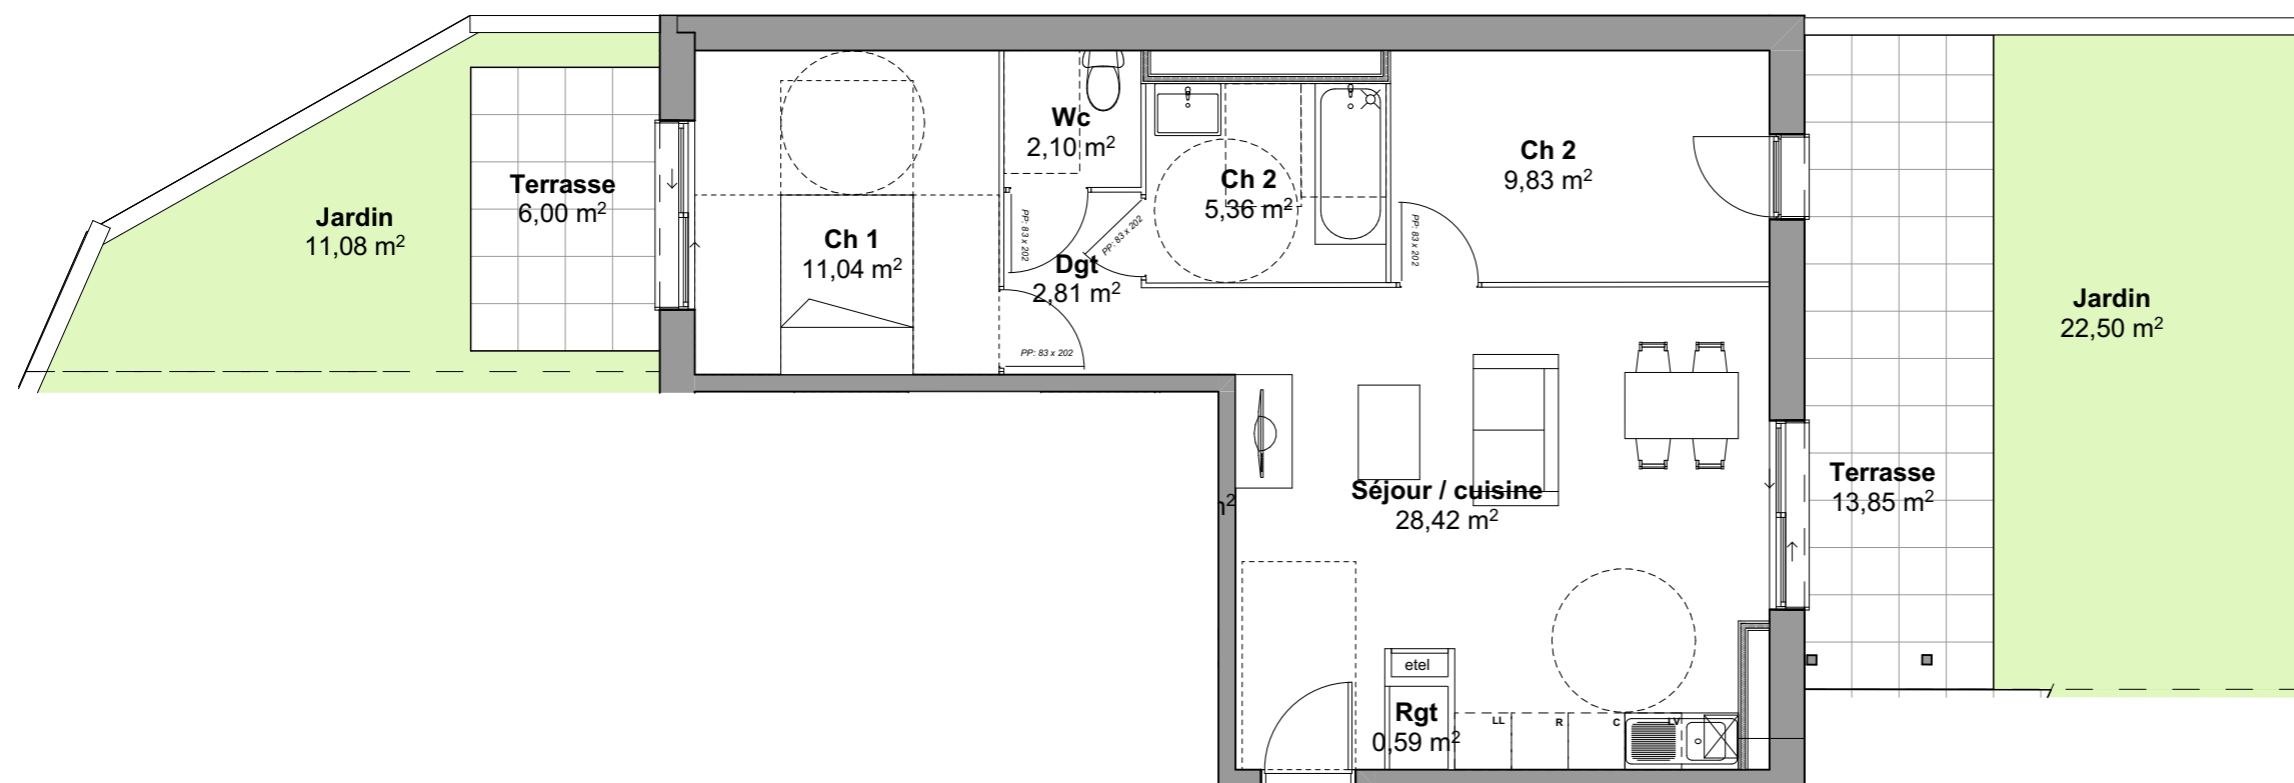 Jardin
11,08 m²
Terrasse
6,00 m²
Ch 1
11,04 m²
Wc
2,10 m²
PP: 83 x 202
PP: 83 x 202
Dgt
2,81 m²
PP: 83 x 202
Ch 2
5,36 m²
PP: 83 x 202
Ch 2
9,83 m²
Jardin
22,50 m²
Terrasse
13,85 m²
Séjour / cuisine
28,42 m²
m²
etel
Rgt
0,59 m²
LL
R
C
LV